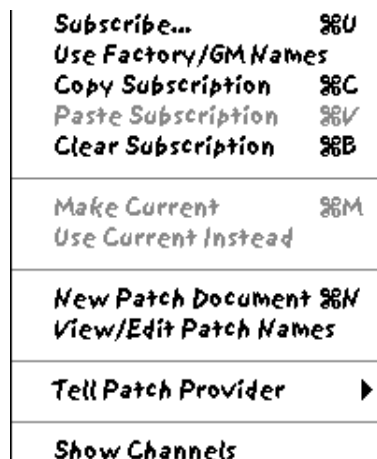 Subscribe... ⌘U
Use Factory/GM Names
Copy Subscription ⌘C
Paste Subscription ⌘V
Clear Subscription ⌘B
Make Current ⌘M
Use Current Instead
New Patch Document ⌘N
View/Edit Patch Names
Tell Patch Provider ▶
Show Channels